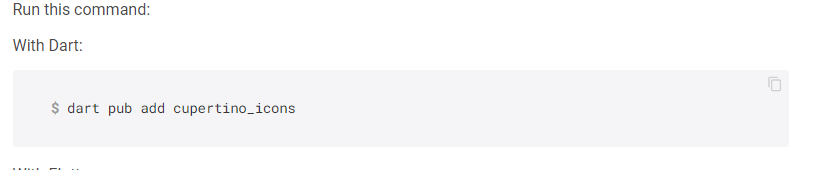 Run this command:
With Dart:
$ dart pub add cupertino_icons